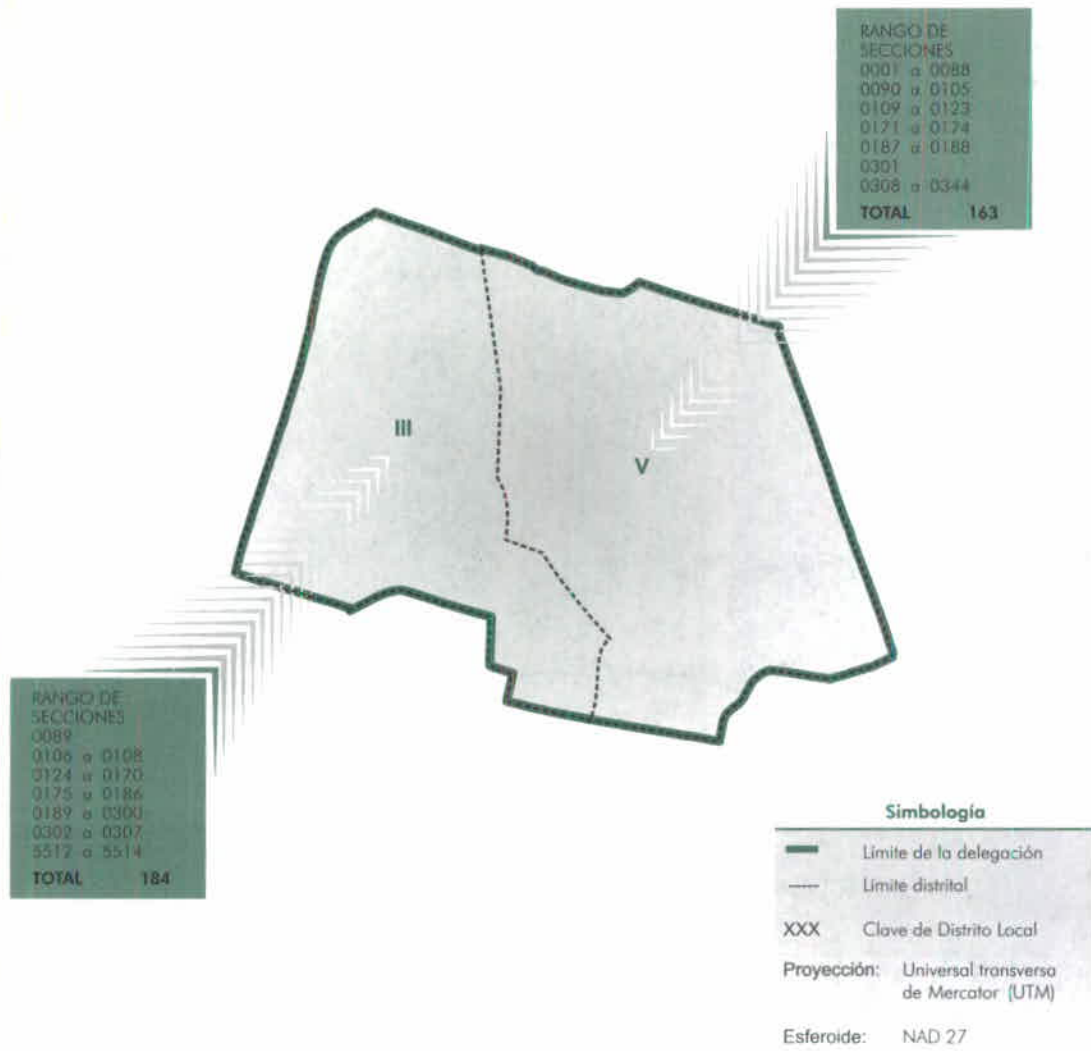 RANGO DE
SECCIONES
0001 a 0088
0090 a 0105
0109 a 0123
0171 a 0174
0187 a 0188
0301
0308 a 0344
TOTAL 163
III
V
RANGO DE
SECCIONES
0089
0106 a 0108
0124 a 0170
0175 a 0186
0189 a 0300
0302 a 0307
5512 a 5514
TOTAL 184
Simbología
Límite de la delegación
Límite distrital
XXX Clave de Distrito Local
Proyección: Universal transversa
de Mercator (UTM)
Esferoide: NAD 27